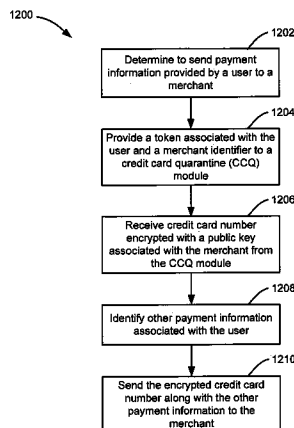 1200
1202
Determine to send payment
information provided by a user to a
merchant
1204
Provide a token associated with the
user and a merchant identifier to a
credit card quarantine (CCQ)
module
1206
Receive credit card number
encrypted with a public key
associated with the merchant from
the CCQ module
1208
Identify other payment information
associated with the user
1210
Send the encrypted credit card
number along with the other
payment information to the
merchant